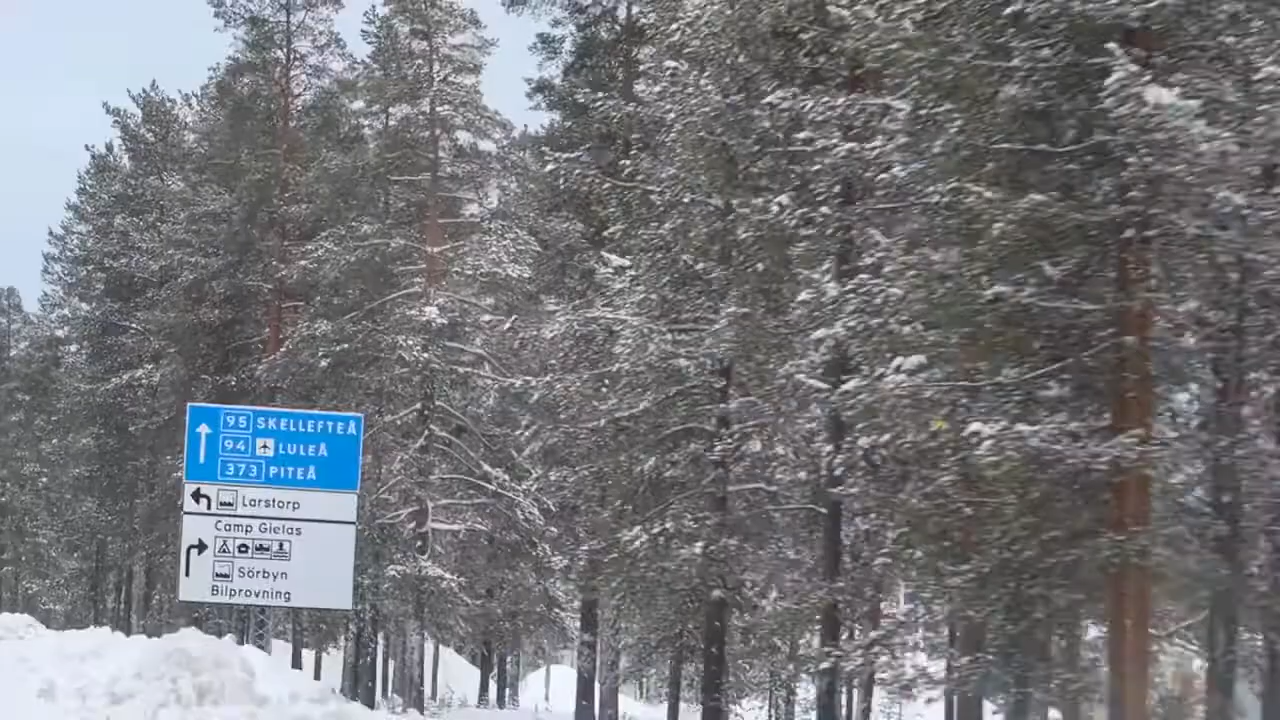 95 SKELLEFTEÅ
94 LULEÅ
373 PITEÅ
Larstorp
Camp Gielas
Sörbyn
Bilprovning